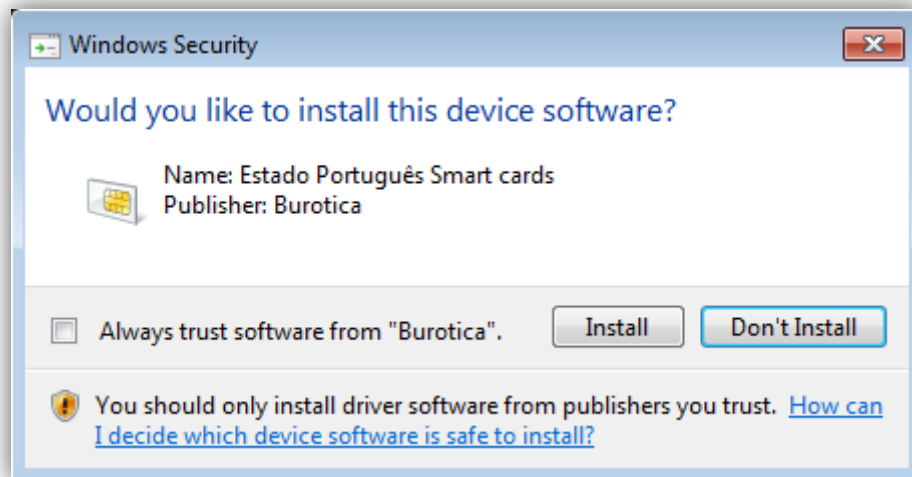 Windows Security
Would you like to install this device software?
Name: Estado Português Smart cards
Publisher: Burotica
Always trust software from "Burotica".
Install
Don't Install
You should only install driver software from publishers you trust. How can
I decide which device software is safe to install?